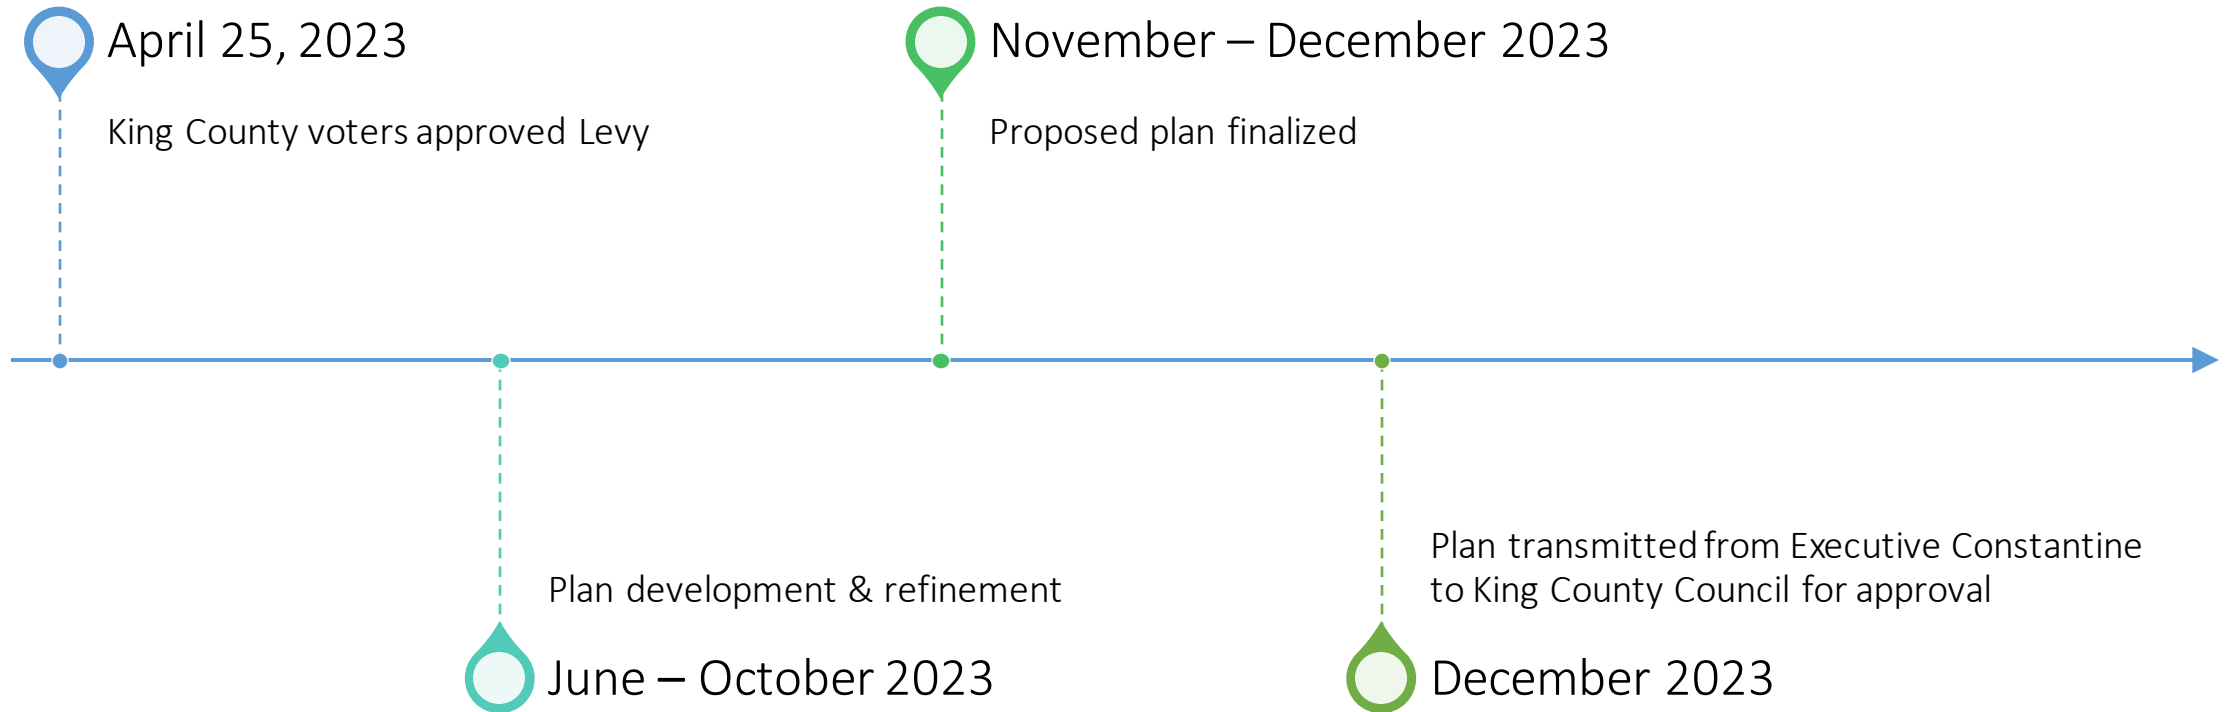 April 25, 2023
King County voters approved Levy
Plan development & refinement
June – October 2023
November – December 2023
Proposed plan finalized
Plan transmitted from Executive Constantine
to King County Council for approval
December 2023